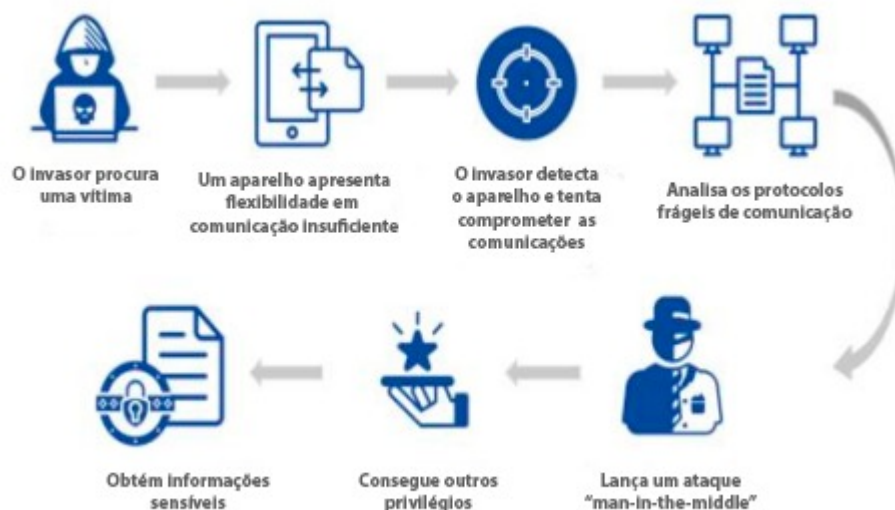 O invasor procura
uma vítima
Um aparelho apresenta
flexibilidade em
comunicação insuficiente
O invasor detecta
o aparelho e tenta
comprometer as
comunicações
Analisa os protocolos
frágeis de comunicação
Obtém informações
sensíveis
Consegue outros
privilégios
Lança um ataque
“man-in-the-middle”